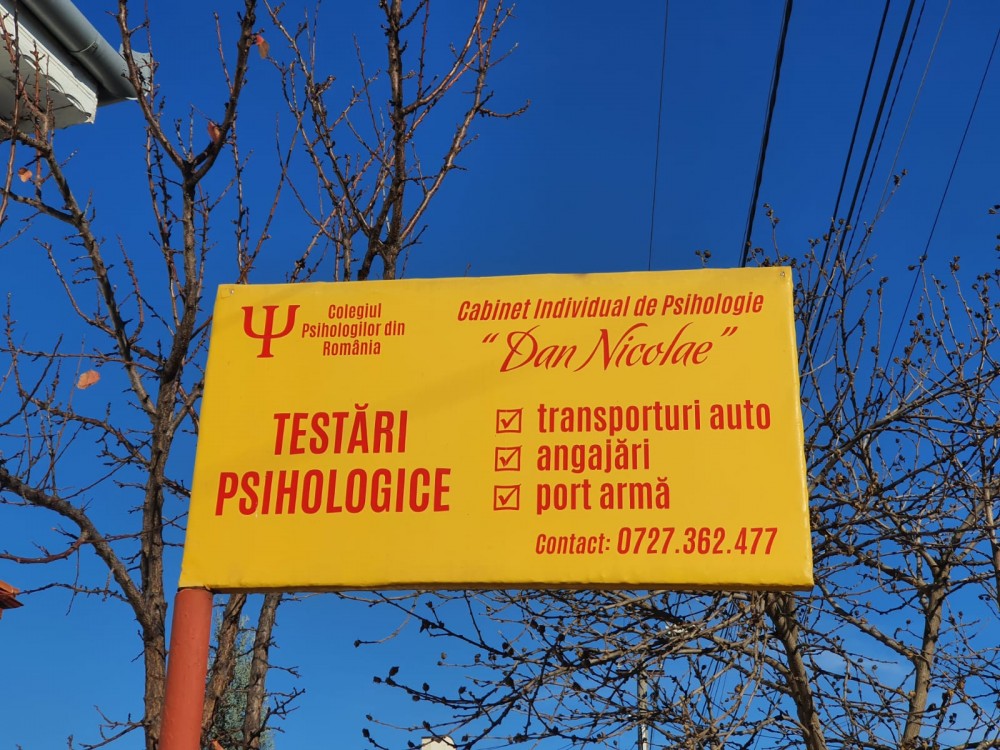 Ψ
Colegiul
Psihologilor din
România
Cabinet Individual de Psihologie
“Dan Nicolae”
TESTĂRI
PSIHOLOGICE
☑ transporturi auto
☑ angajări
☑ port armă
Contact: 0727.362.477